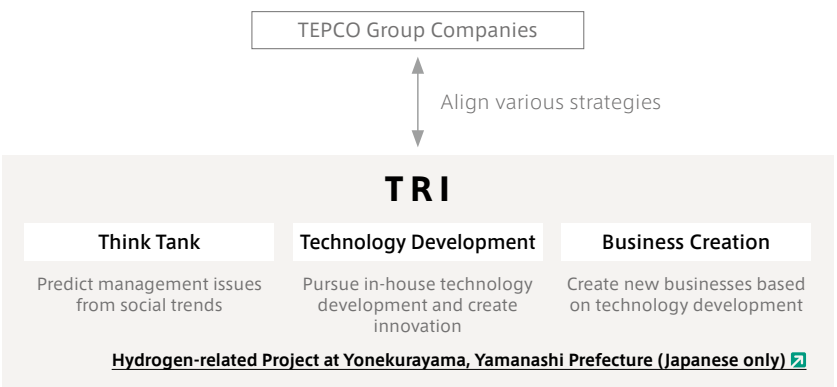 TEPCO Group Companies
Align various strategies
TRI
Think Tank
Predict management issues
from social trends
Technology Development
Pursue in-house technology
development and create
innovation
Business Creation
Create new businesses based
on technology development
Hydrogen-related Project at Yonekurayama, Yamanashi Prefecture (Japanese only)